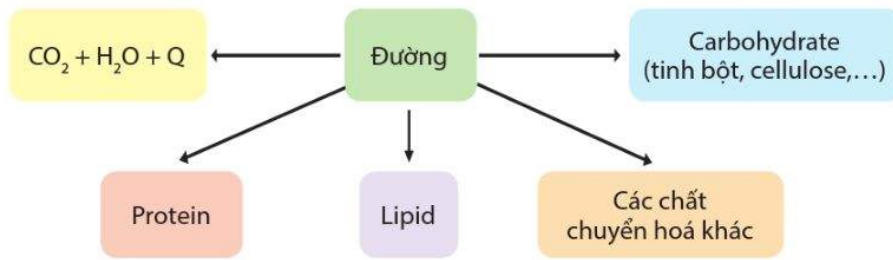 CO₂ + H₂O + Q
Đường
Carbohydrate
(tinh bột, cellulose,…)
Protein
Lipid
Các chất
chuyển hoá khác